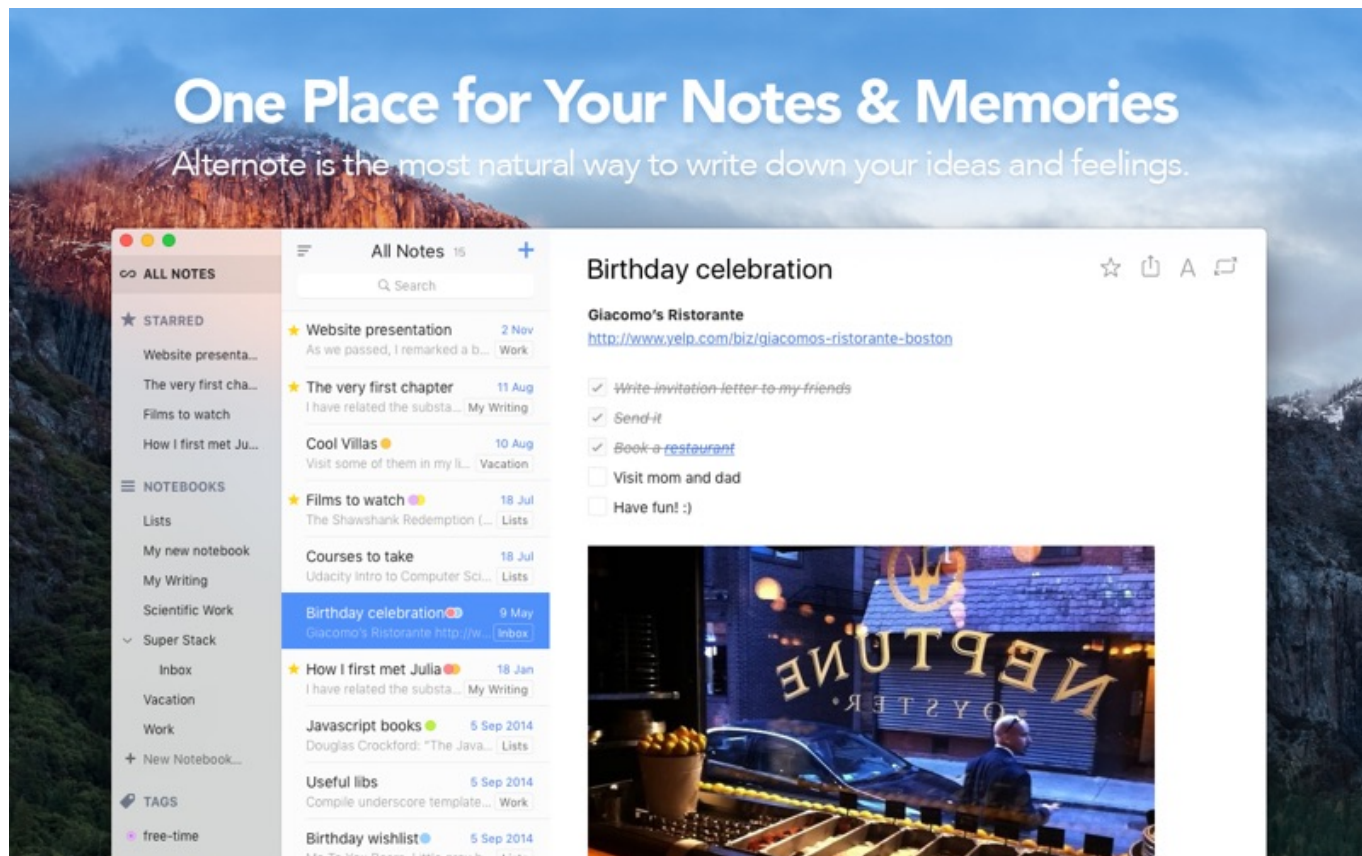 One Place for Your Notes & Memories
Alternote is the most natural way to write down your ideas and feelings.
ALL NOTES
STARRED
Website presenta...
The very first cha...
Films to watch
How I first met Ju...
NOTEBOOKS
Lists
My new notebook
My Writing
Scientific Work
Super Stack
Inbox
Vacation
Work
+ New Notebook...
TAGS
free-time
All Notes 15
+
Search
Website presentation 2 Nov
As we passed, I remarked a b... Work
The very first chapter 11 Aug
I have related the substa... My Writing
Cool Villas 10 Aug
Visit some of them in my li... Vacation
Films to watch 18 Jul
The Shawshank Redemption (... Lists
Courses to take 18 Jul
Udacity Intro to Computer Sci... Lists
Birthday celebration 9 May
Giacomo's Ristorante http://w... Inbox
How I first met Julia 18 Jan
I have related the substa... My Writing
Javascript books 5 Sep 2014
Douglas Crockford: "The Java... Lists
Useful libs 5 Sep 2014
Compile underscore template... Work
Birthday wishlist 5 Sep 2014
Birthday celebration
A
Giacomo's Ristorante
http://www.yelp.com/biz/giacomos-ristorante-boston
Write invitation letter to my friends
Send it
Book a restaurant
Visit mom and dad
Have fun! :)
NEPTUNE
OYSTER